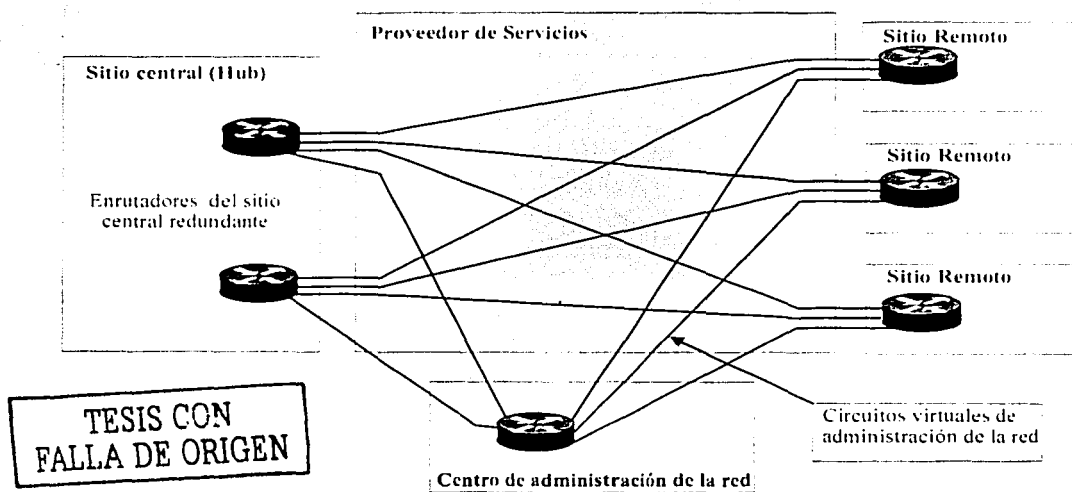 Proveedor de Servicios
Sitio Remoto
Sitio central (Hub)
Sitio Remoto
Enrutadores del sitio
central redundante
Sitio Remoto
TESIS CON
FALLA DE ORIGEN
Circuitos virtuales de
administración de la red
Centro de administración de la red